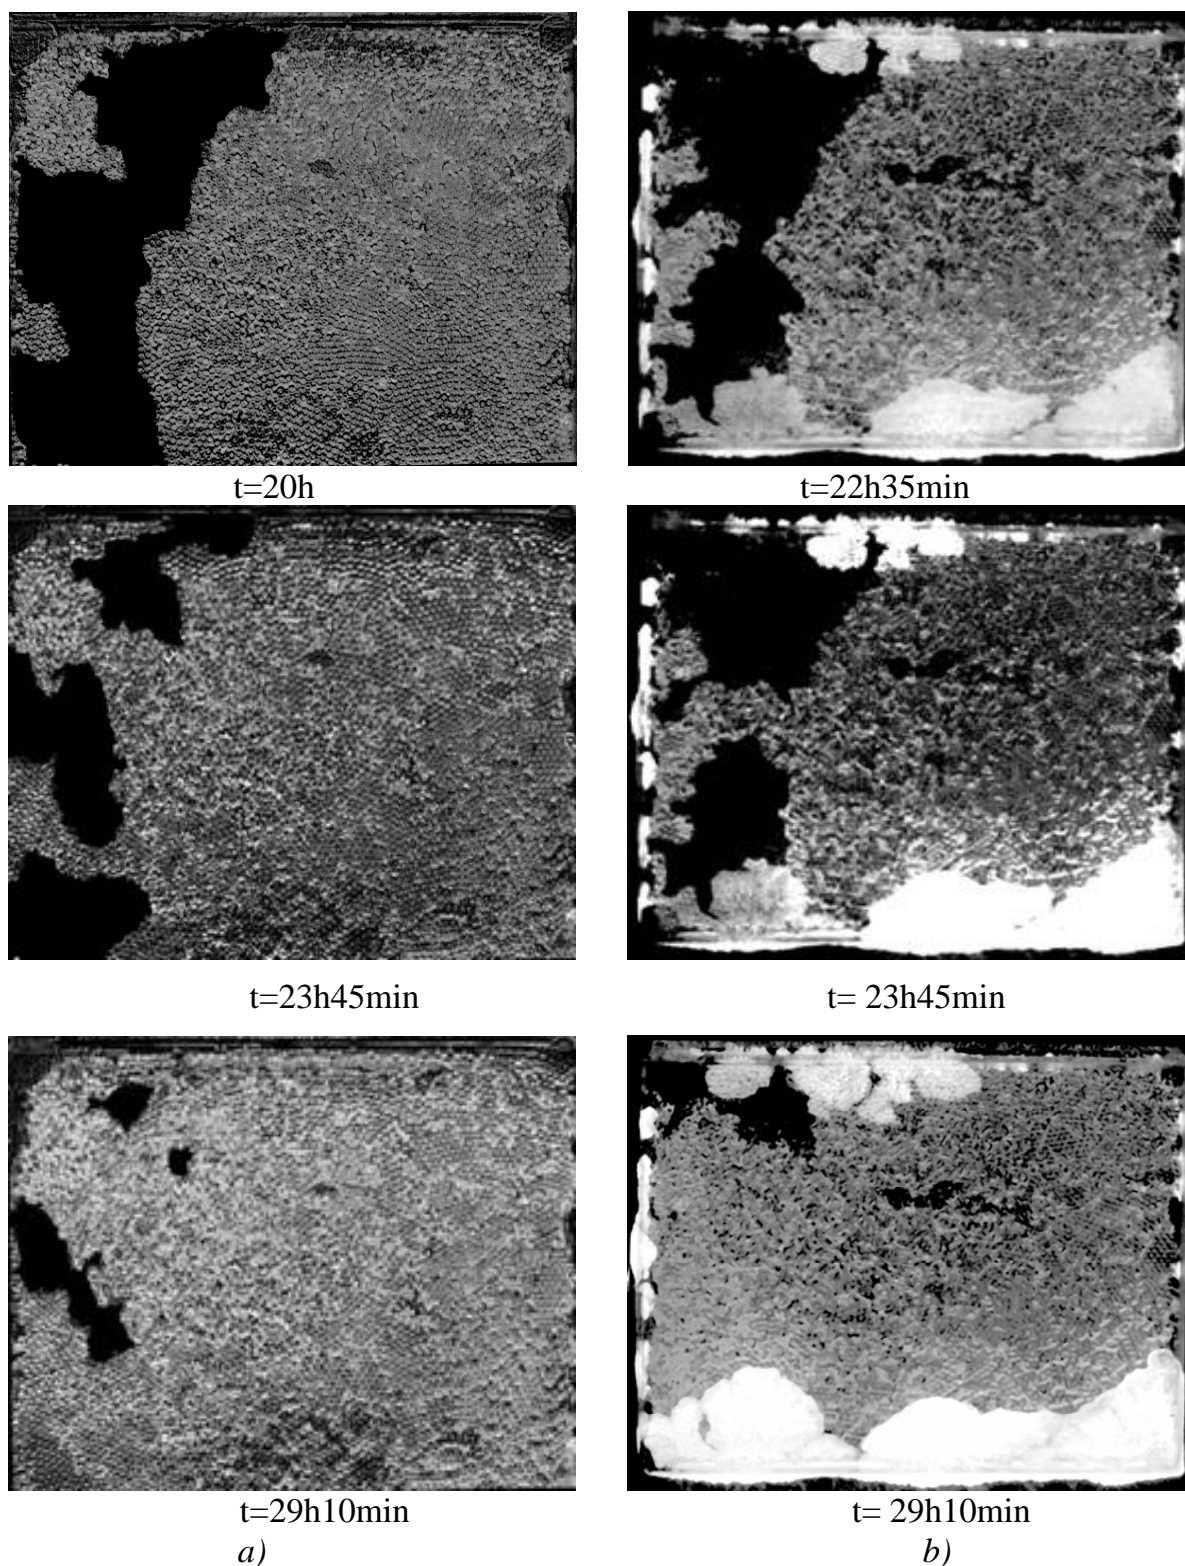 t=20h
t=22h35min
t=23h45min
t= 23h45min
t=29h10min
t= 29h10min
a)
b)